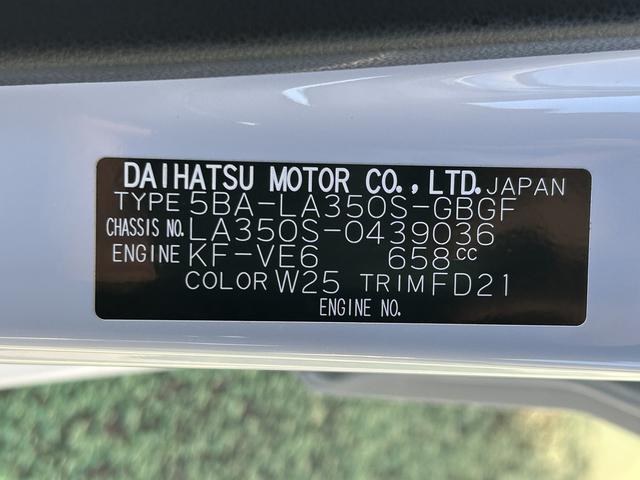 DAIHATSU MOTOR CO.,LTD. JAPAN
TYPE 5BA-LA350S-GBGF
CHASSIS NO. LA350S-0439036
ENGINE KF-VE6 658cc
COLOR W25 TRIM FD21
ENGINE NO.